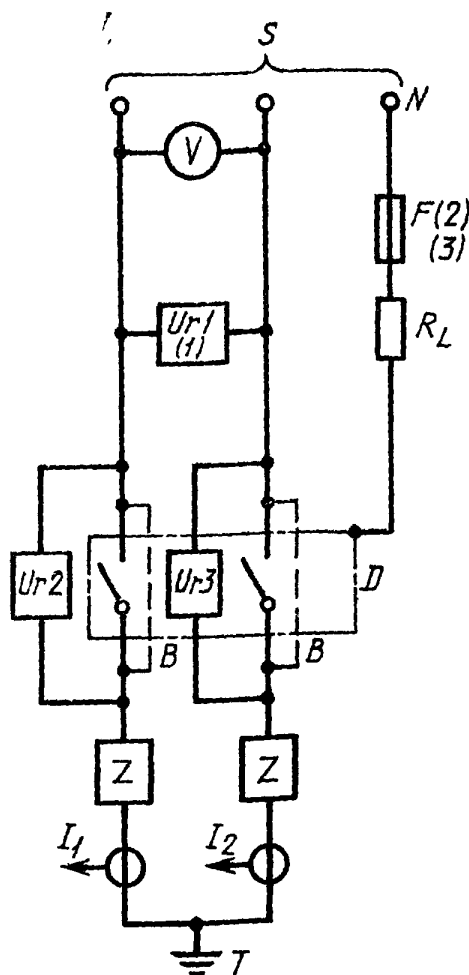 S
N
V
F(2)
(3)
Ur1
(1)
R_L
Ur2
Ur3
D
B
B
Z
Z
I_1
I_2
T